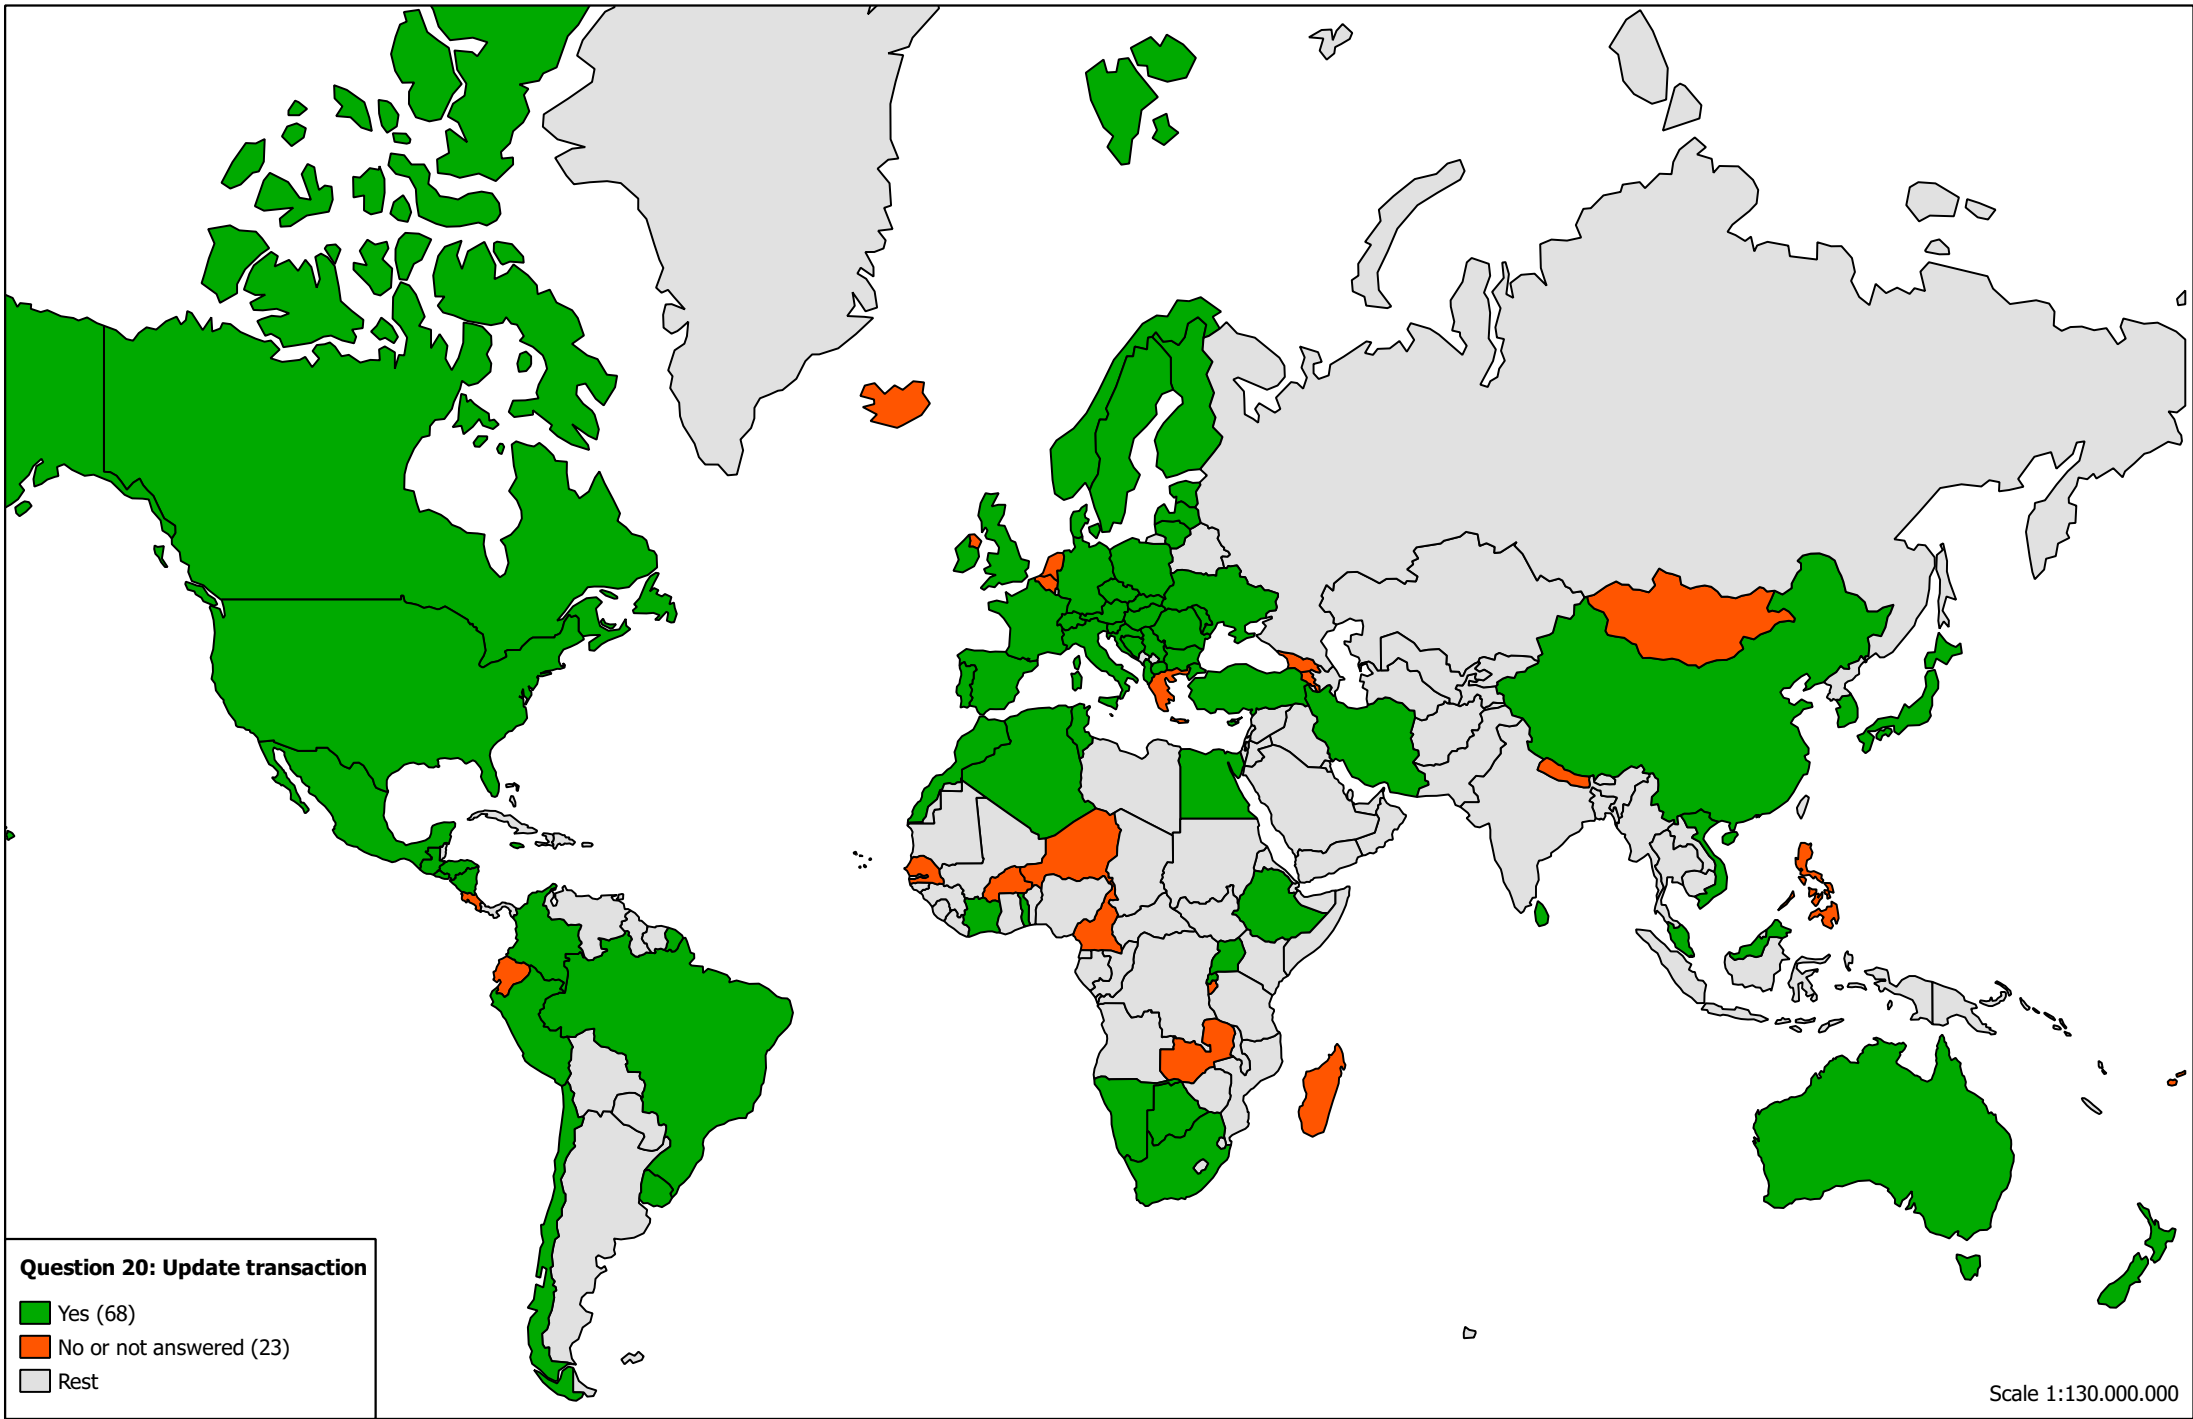 Question 20: Update transaction
Yes (68)
No or not answered (23)
Rest
Scale 1:130.000.000